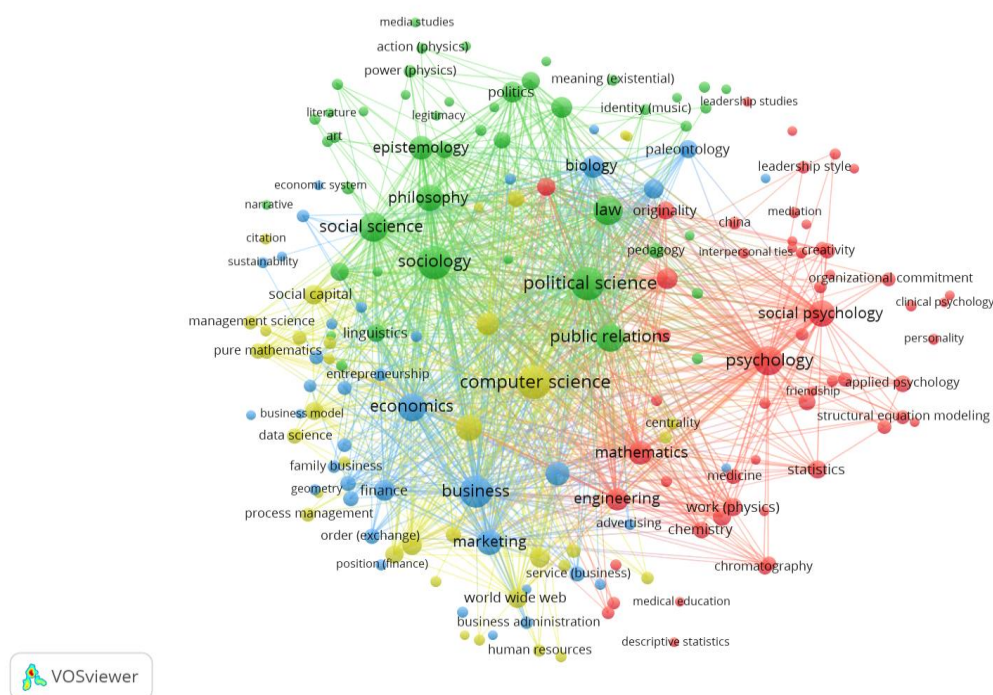 media studies
action (physics)
power (physics)
meaning (existential)
politics
leadership studies
identity (music)
literature
legitimacy
art
epistemology
paleontology
biology
leadership style
economic system
philosophy
narrative
law
originality
mediation
china
social science
citation
pedagogy
interpersonal ties
creativity
sustainability
sociology
organizational commitment
political science
social capital
clinical psychology
social psychology
management science
linguistics
public relations
personality
pure mathematics
psychology
entrepreneurship
computer science
applied psychology
friendship
economics
business model
structural equation modeling
centrality
data science
mathematics
family business
statistics
medicine
geometry
finance
business
engineering
process management
work (physics)
advertising
chemistry
order (exchange)
marketing
position (finance)
chromatography
service (business)
world wide web
medical education
business administration
descriptive statistics
human resources
VOSviewer